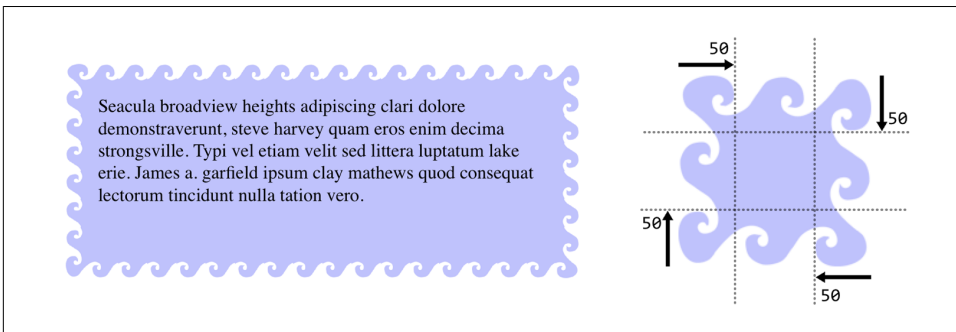 Seacula broadview heights adipiscing clari dolore
demonstraverunt, steve harvey quam eros enim decima
strongsville. Typi vel etiam velit sed littera luptatum lake
erie. James a. garfield ipsum clay mathews quod consequat
lectorum tincidunt nulla tation vero.
50
50
50
50